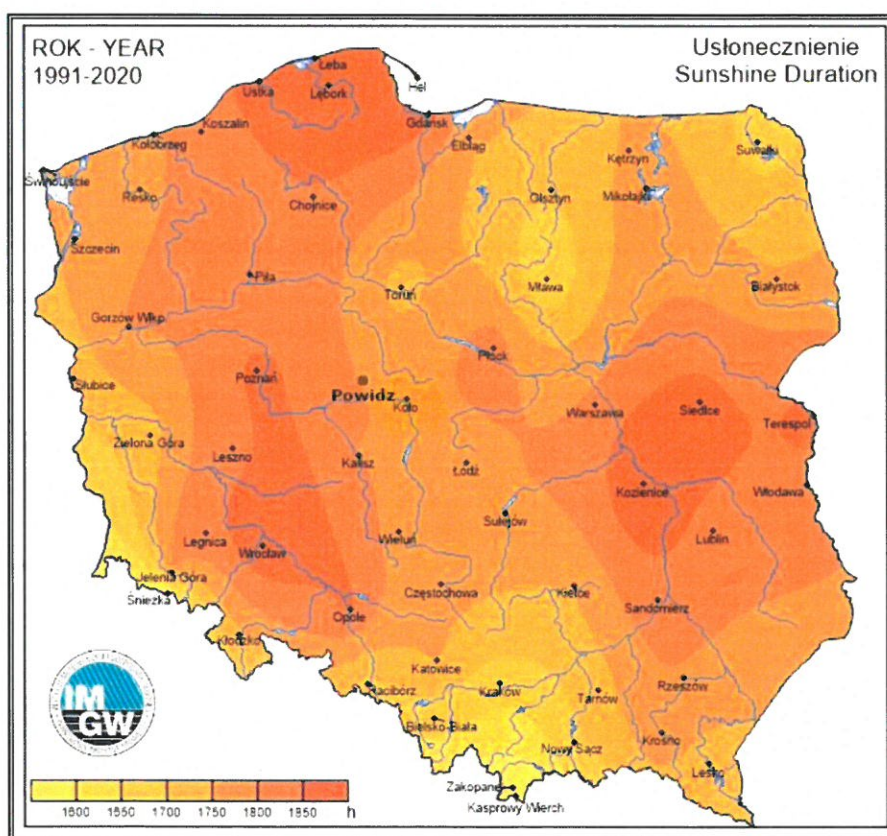 ROK - YEAR
1991-2020
Usłonecznienie
Sunshine Duration
Łeba
Ustka
Lębork
Hel
Koszalin
Gdańsk
Kołobrzeg
Elbląg
Kętrzyn
Suwałki
Świnoujście
Resko
Chojnice
Olsztyn
Mikołajki
Szczecin
Piła
Toruń
Mława
Białystok
Gorzów Wlkp.
Płock
Słubice
Poznań
Powidz
Koło
Warszawa
Siedlce
Terespol
Zielona Góra
Leszno
Kalisz
Łódź
Kozienice
Włodawa
Sulejów
Legnica
Wrocław
Wieluń
Lublin
Jelenia Góra
Śnieżka
Częstochowa
Kielce
Sandomierz
Opole
Kłodzko
Katowice
Racibórz
Kraków
Tarnów
Rzeszów
Bielsko-Biała
Nowy Sącz
Krosno
Lesko
Zakopane
Kasprowy Wierch
IM
GW
1600 1650 1700 1750 1800 1850 h